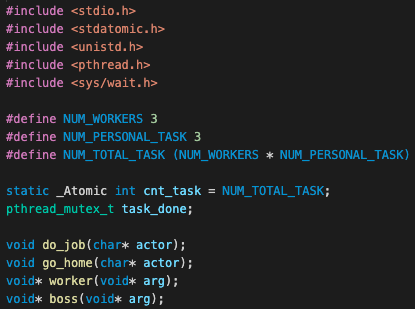 #include <stdio.h>
#include <stdatomic.h>
#include <unistd.h>
#include <pthread.h>
#include <sys/wait.h>

#define NUM_WORKERS 3
#define NUM_PERSONAL_TASK 3
#define NUM_TOTAL_TASK (NUM_WORKERS * NUM_PERSONAL_TASK)

static _Atomic int cnt_task = NUM_TOTAL_TASK;
pthread_mutex_t task_done;

void do_job(char* actor);
void go_home(char* actor);
void* worker(void* arg);
void* boss(void* arg);